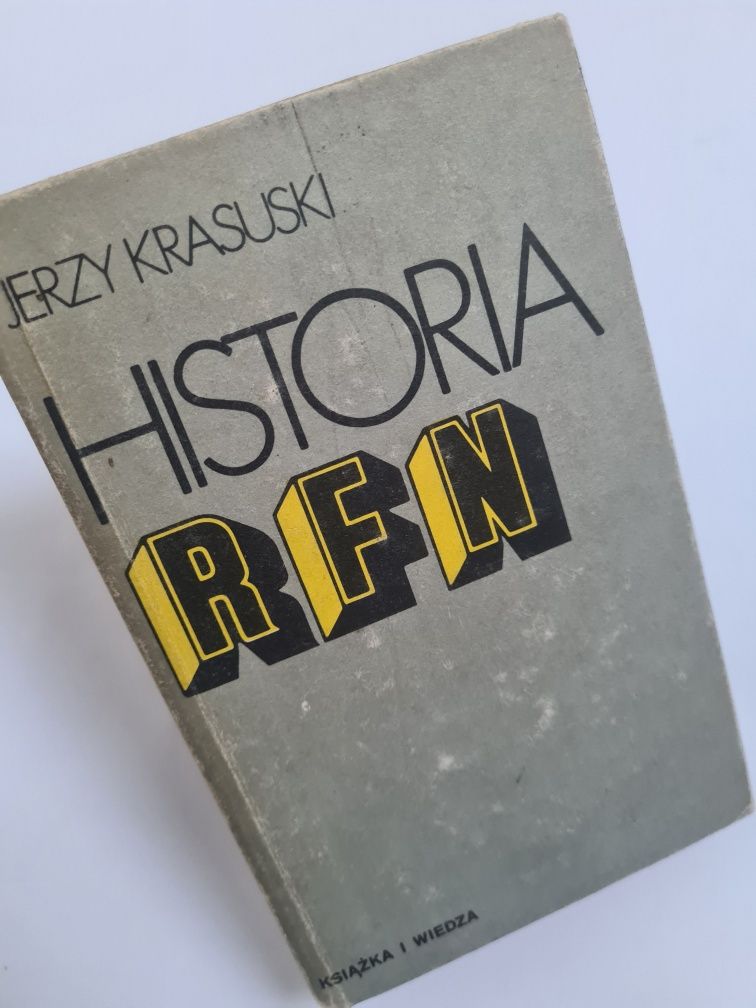 JERZY KRASUSKI
HISTORIA
RFN
KSIĄŻKA I WIEDZA